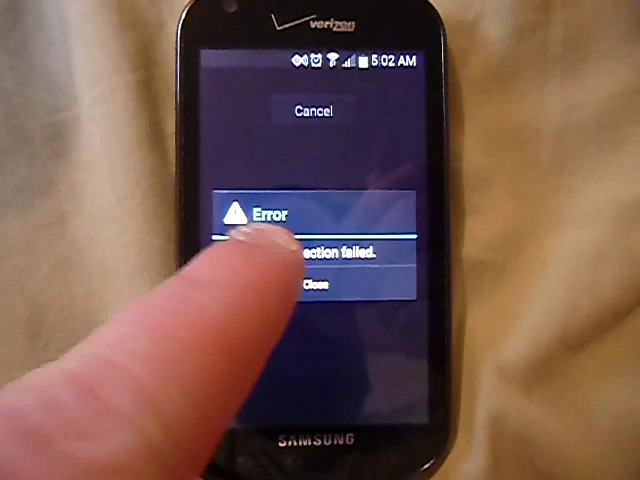 verizon
5:02 AM
Cancel
Error
ection failed.
Close
SAMSUNG